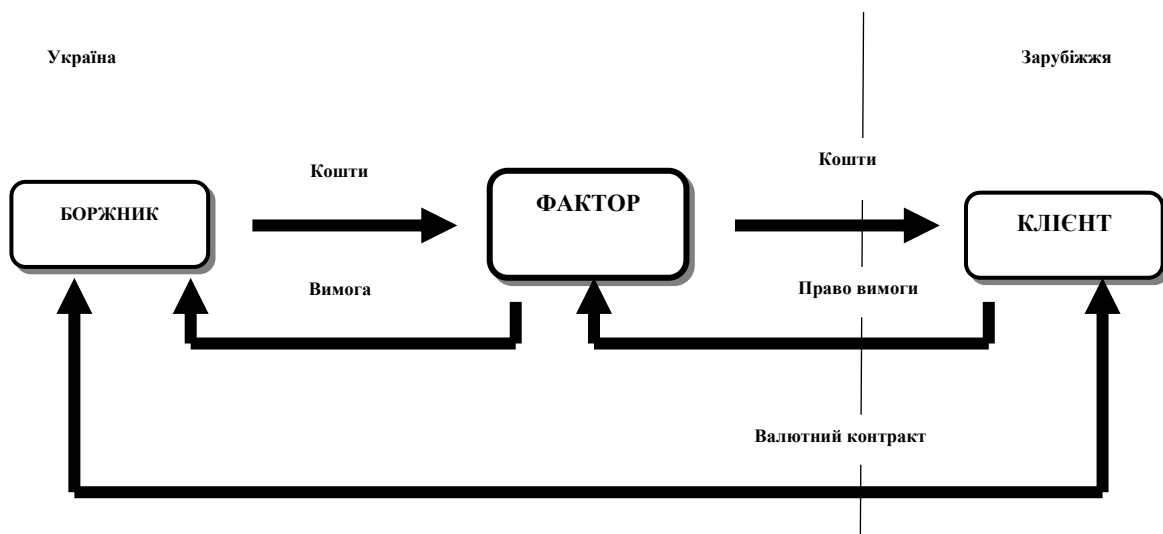 Україна
Зарубіжжя
Кошти
Кошти
БОРЖНИК
ФАКТОР
КЛІЄНТ
Вимога
Право вимоги
Валютний контракт